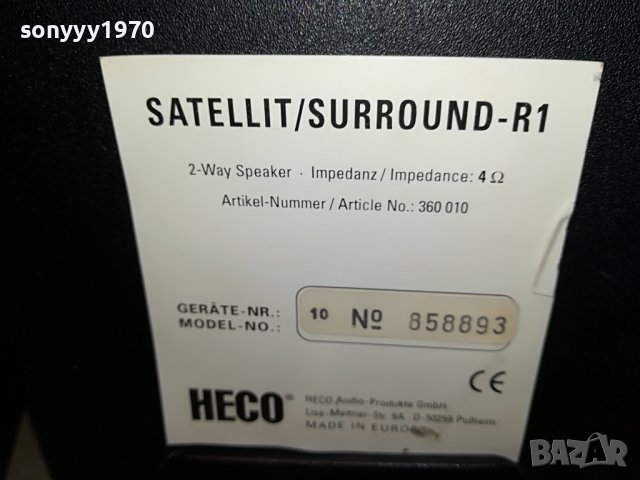 sonyyy1970
SATELLIT/SURROUND-R1
2-Way Speaker · Impedanz / Impedance: 4 Ω
Artikel-Nummer / Article No.: 360 010
GERÄTE-NR.:
MODEL-NO.:
10 № 858893
CE
HECO®
HECO Audio-Produkte GmbH
Lise-Meitner-Str. 9A D-50259 Pulheim
MADE IN EUROPE
BAZAR